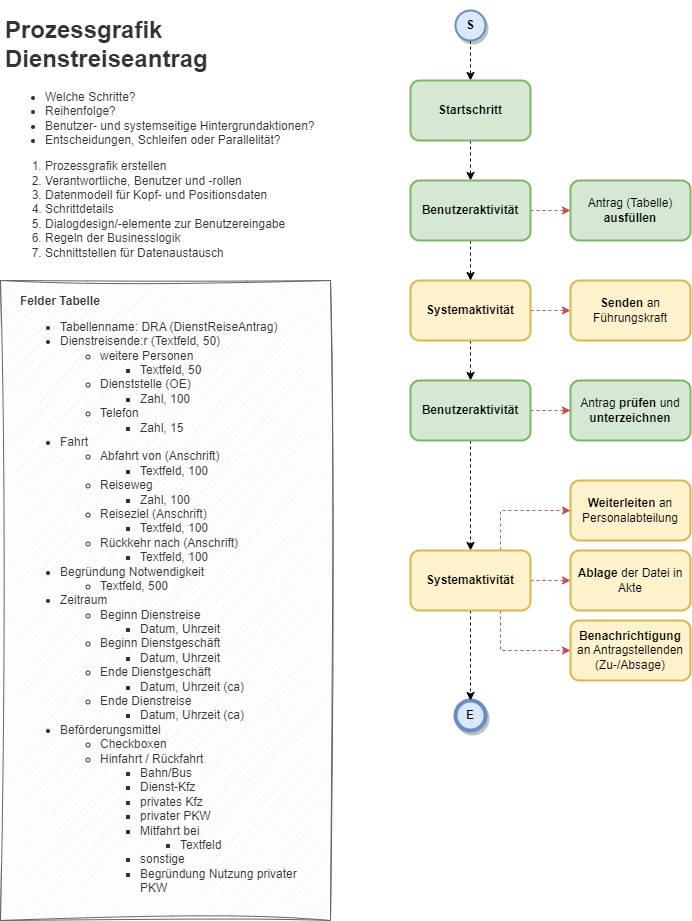 Prozessgrafik
Dienstreiseantrag
Welche Schritte?
Reihenfolge?
Benutzer- und systemseitige Hintergrundaktionen?
Entscheidungen, Schleifen oder Parallelität?
1. Prozessgrafik erstellen
2. Verantwortliche, Benutzer und -rollen
3. Datenmodell für Kopf- und Positionsdaten
4. Schrittdetails
5. Dialogdesign/-elemente zur Benutzereingabe
6. Regeln der Businesslogik
7. Schnittstellen für Datenaustausch
Felder Tabelle
Tabellenname: DRA (DienstReiseAntrag)
Dienstreisende:r (Textfeld, 50)
weitere Personen
Textfeld, 50
Dienststelle (OE)
Zahl, 100
Telefon
Zahl, 15
Fahrt
Abfahrt von (Anschrift)
Textfeld, 100
Reiseweg
Zahl, 100
Reiseziel (Anschrift)
Textfeld, 100
Rückkehr nach (Anschrift)
Textfeld, 100
Begründung Notwendigkeit
Textfeld, 500
Zeitraum
Beginn Dienstreise
Datum, Uhrzeit
Beginn Dienstgeschäft
Datum, Uhrzeit
Ende Dienstgeschäft
Datum, Uhrzeit (ca)
Ende Dienstreise
Datum, Uhrzeit (ca)
Beförderungsmittel
Checkboxen
Hinfahrt / Rückfahrt
Bahn/Bus
Dienst-Kfz
privates Kfz
privater PKW
Mitfahrt bei
Textfeld
sonstige
Begründung Nutzung privater
PKW
S
Startschritt
Benutzeraktivität
Antrag (Tabelle)
ausfüllen
Systemaktivität
Senden an
Führungskraft
Benutzeraktivität
Antrag prüfen und
unterzeichnen
Systemaktivität
Weiterleiten an
Personalabteilung
Ablage der Datei in
Akte
Benachrichtigung
an Antragstellenden
(Zu-/Absage)
E